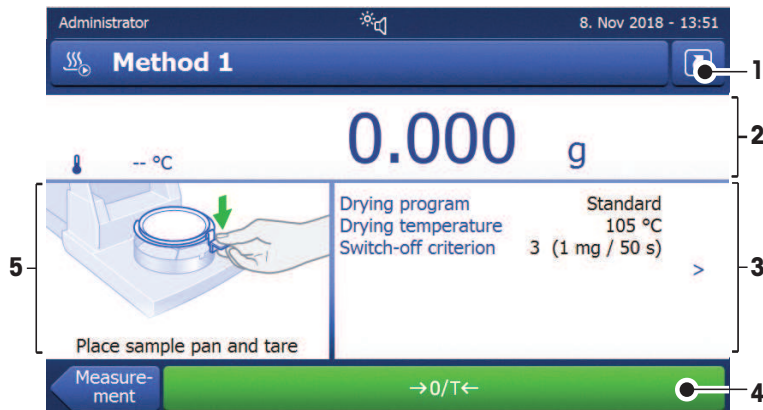 Administrator 8. Nov 2018 - 13:51
Method 1
1
0.000 g
-- °C
2
Drying program Standard
Drying temperature 105 °C
Switch-off criterion 3 (1 mg / 50 s)
>
3
5
Place sample pan and tare
Measure-
ment
→0/T←
4